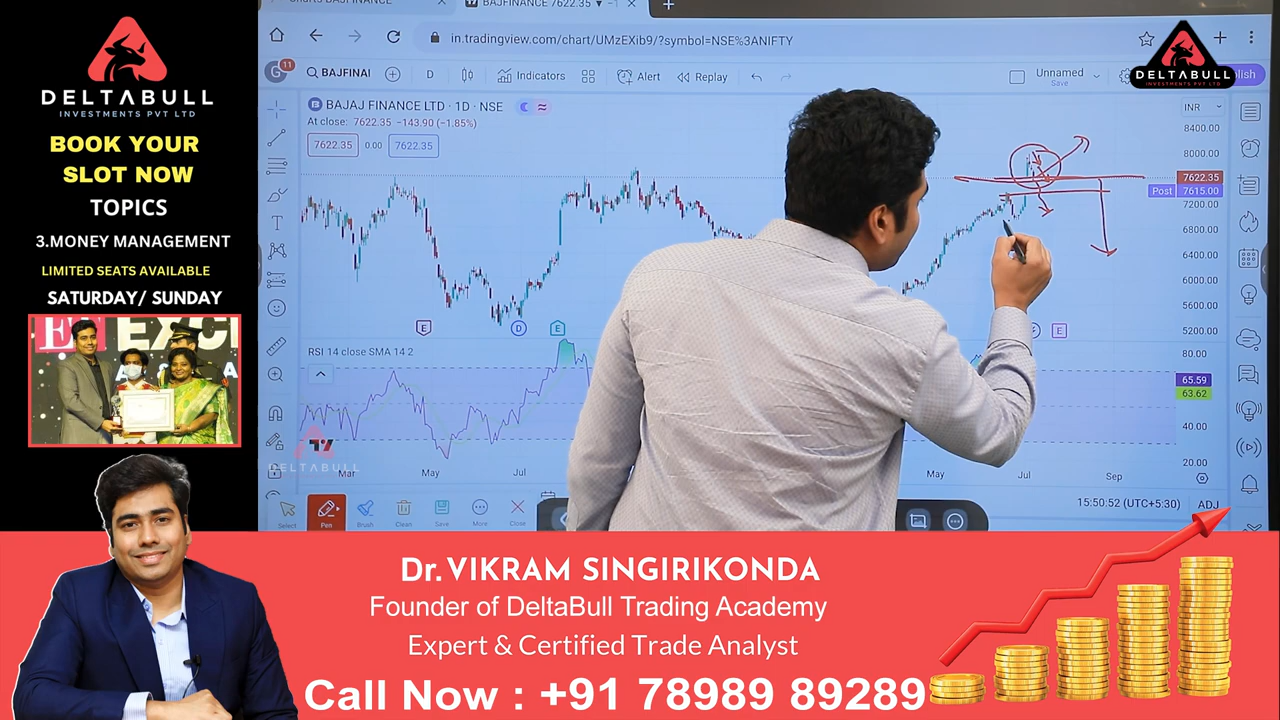 DELTABULL
INVESTMENTS PVT LTD
BOOK YOUR
SLOT NOW
TOPICS
3.MONEY MANAGEMENT
LIMITED SEATS AVAILABLE
SATURDAY/ SUNDAY
BAJFINANCE 7622.35 ▼ −1
in.tradingview.com/chart/UMzEXib9/?symbol=NSE%3ANIFTY
G
11
BAJFINAI
D
Indicators
Alert
Replay
Unnamed
Save
DELTABULL
INVESTMENTS PVT LTD
BAJAJ FINANCE LTD · 1D · NSE
At close: 7622.35 −143.90 (−1.85%)
7622.35
0.00
7622.35
INR
8400.00
8000.00
7622.35
Post 7615.00
7200.00
6800.00
6400.00
6000.00
5600.00
5200.00
E
D
E
E
RSI 14 close SMA 14 2
80.00
65.59
63.62
40.00
20.00
DELTABULL
Mar
May
Jul
May
Jul
Sep
15:50:52 (UTC+5:30)
ADJ
Select
Pen
Brush
Clean
Save
More
Close
Dr. VIKRAM SINGIRIKONDA
Founder of DeltaBull Trading Academy
Expert & Certified Trade Analyst
Call Now : +91 78989 89289